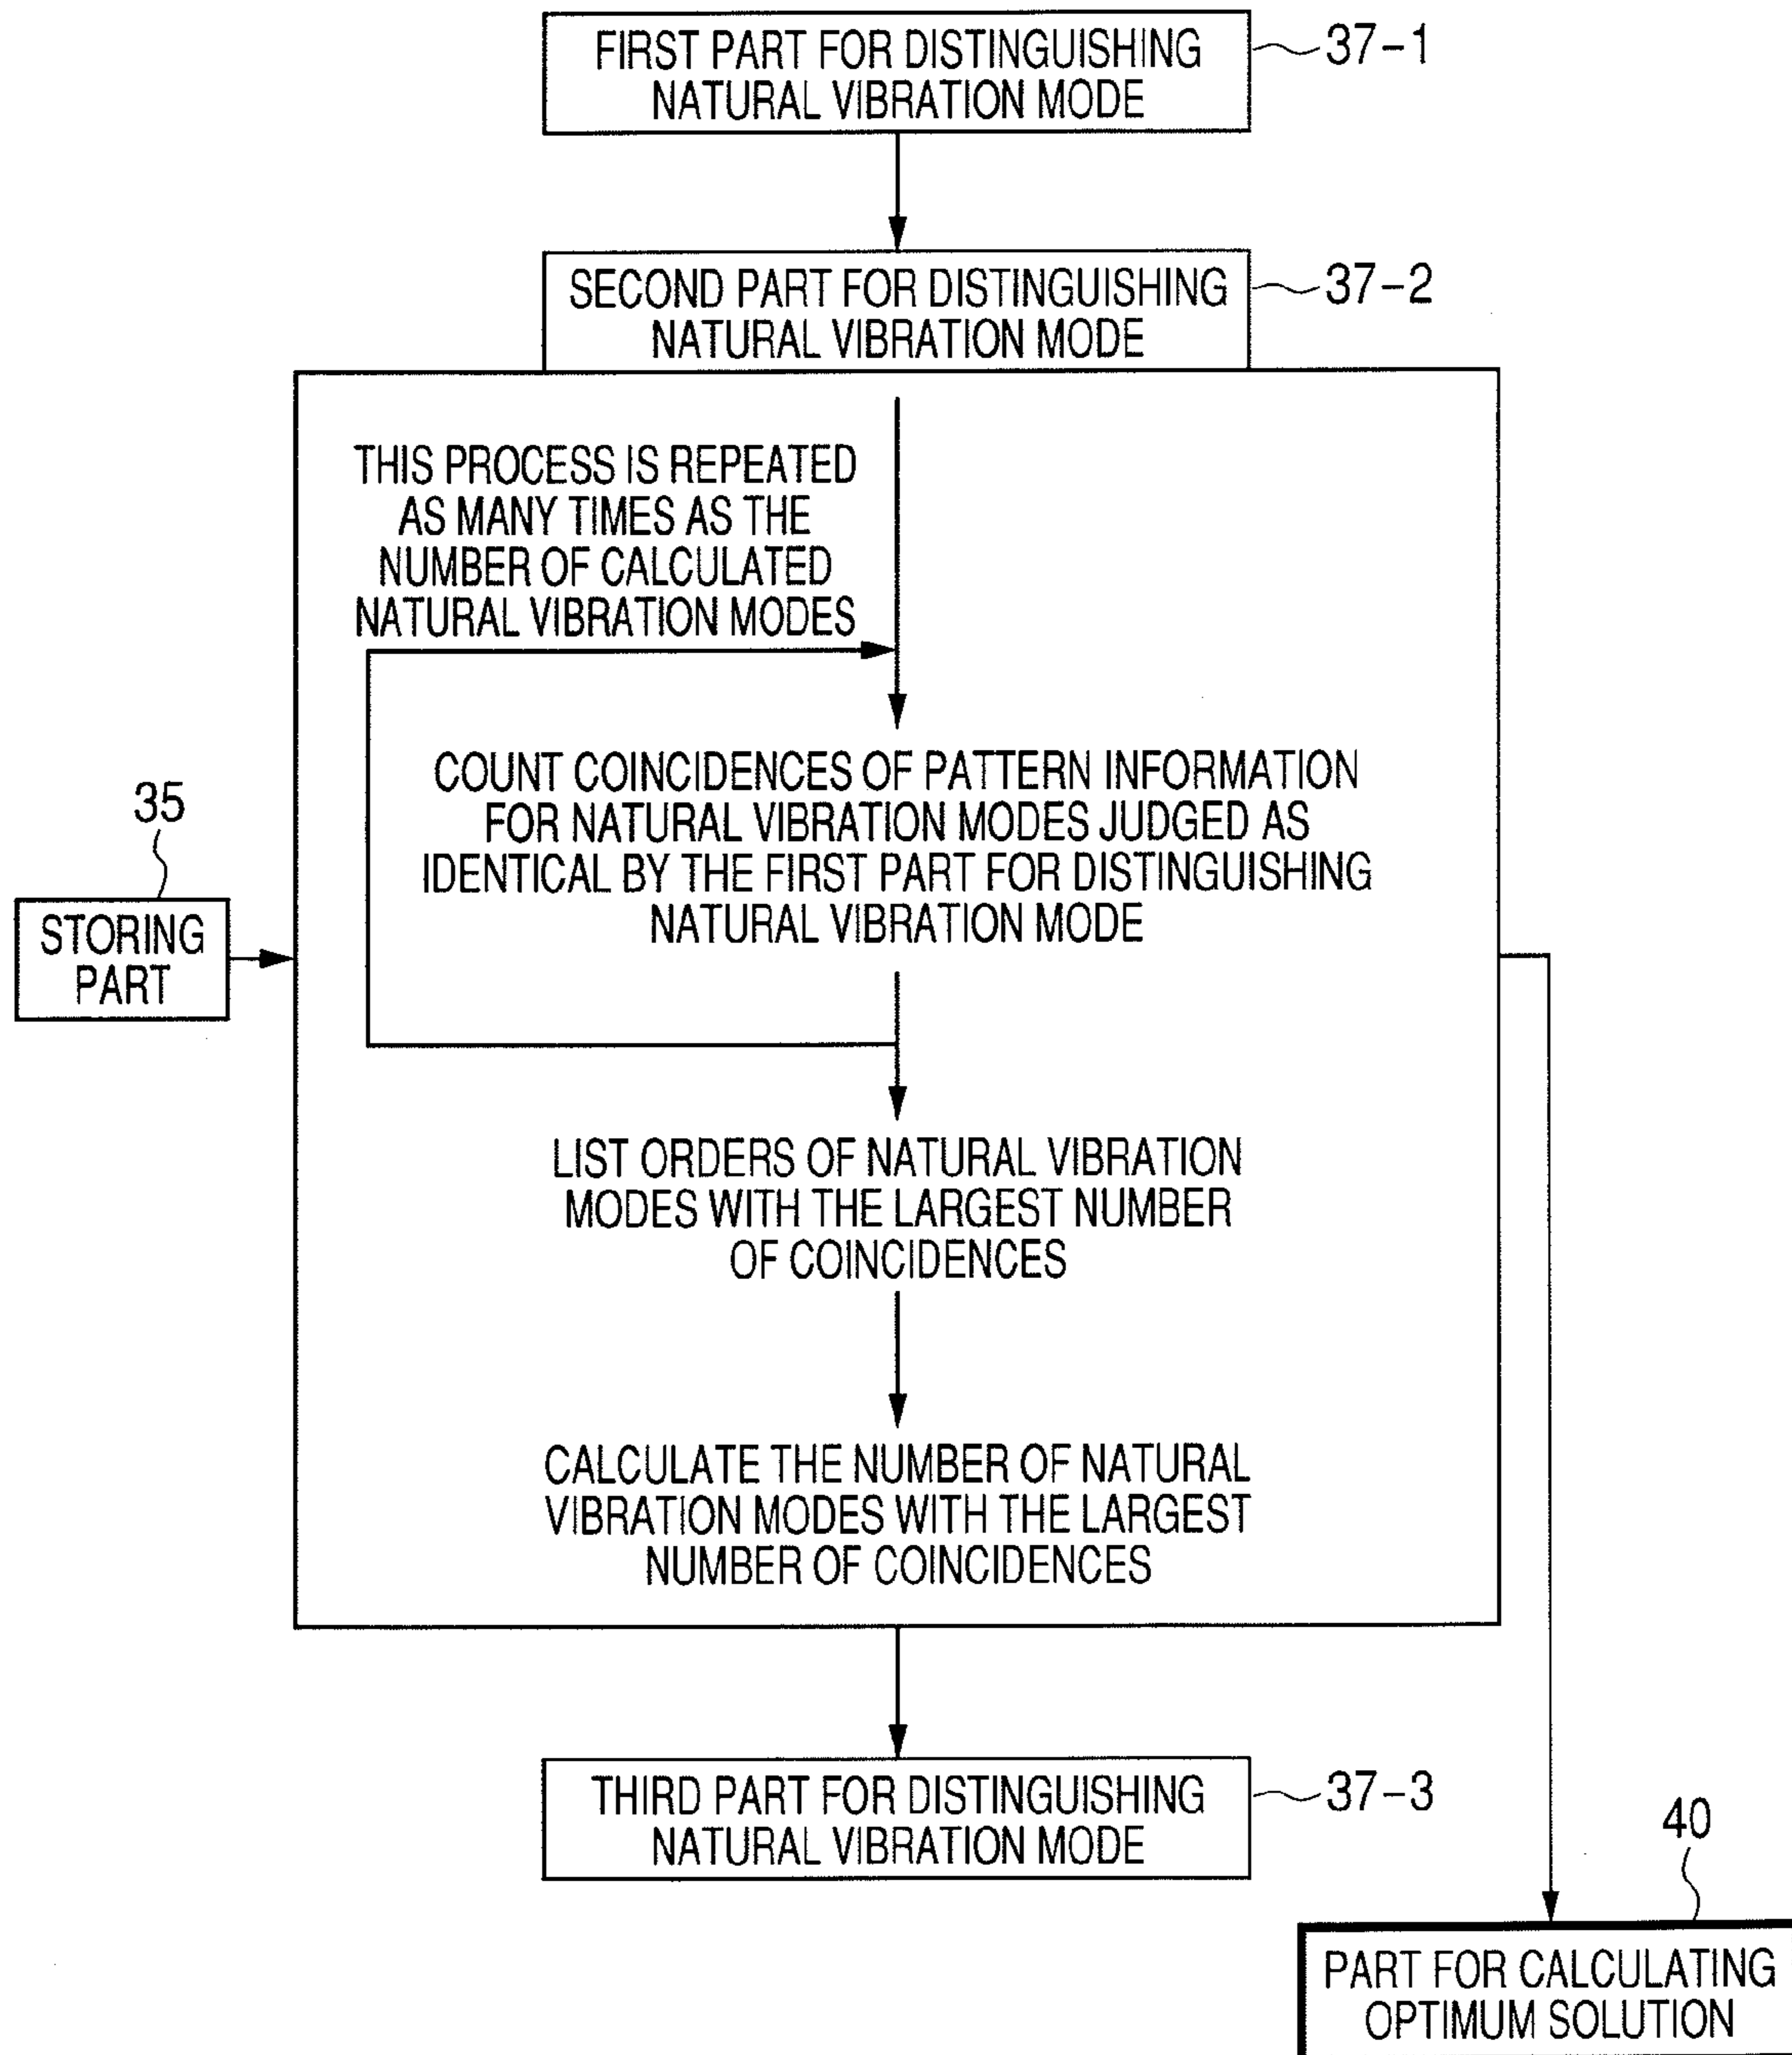 FIRST PART FOR DISTINGUISHING
NATURAL VIBRATION MODE
37-1
SECOND PART FOR DISTINGUISHING
NATURAL VIBRATION MODE
37-2
THIS PROCESS IS REPEATED
AS MANY TIMES AS THE
NUMBER OF CALCULATED
NATURAL VIBRATION MODES
COUNT COINCIDENCES OF PATTERN INFORMATION
FOR NATURAL VIBRATION MODES JUDGED AS
IDENTICAL BY THE FIRST PART FOR DISTINGUISHING
NATURAL VIBRATION MODE
35
STORING
PART
LIST ORDERS OF NATURAL VIBRATION
MODES WITH THE LARGEST NUMBER
OF COINCIDENCES
CALCULATE THE NUMBER OF NATURAL
VIBRATION MODES WITH THE LARGEST
NUMBER OF COINCIDENCES
THIRD PART FOR DISTINGUISHING
NATURAL VIBRATION MODE
37-3
40
PART FOR CALCULATING
OPTIMUM SOLUTION